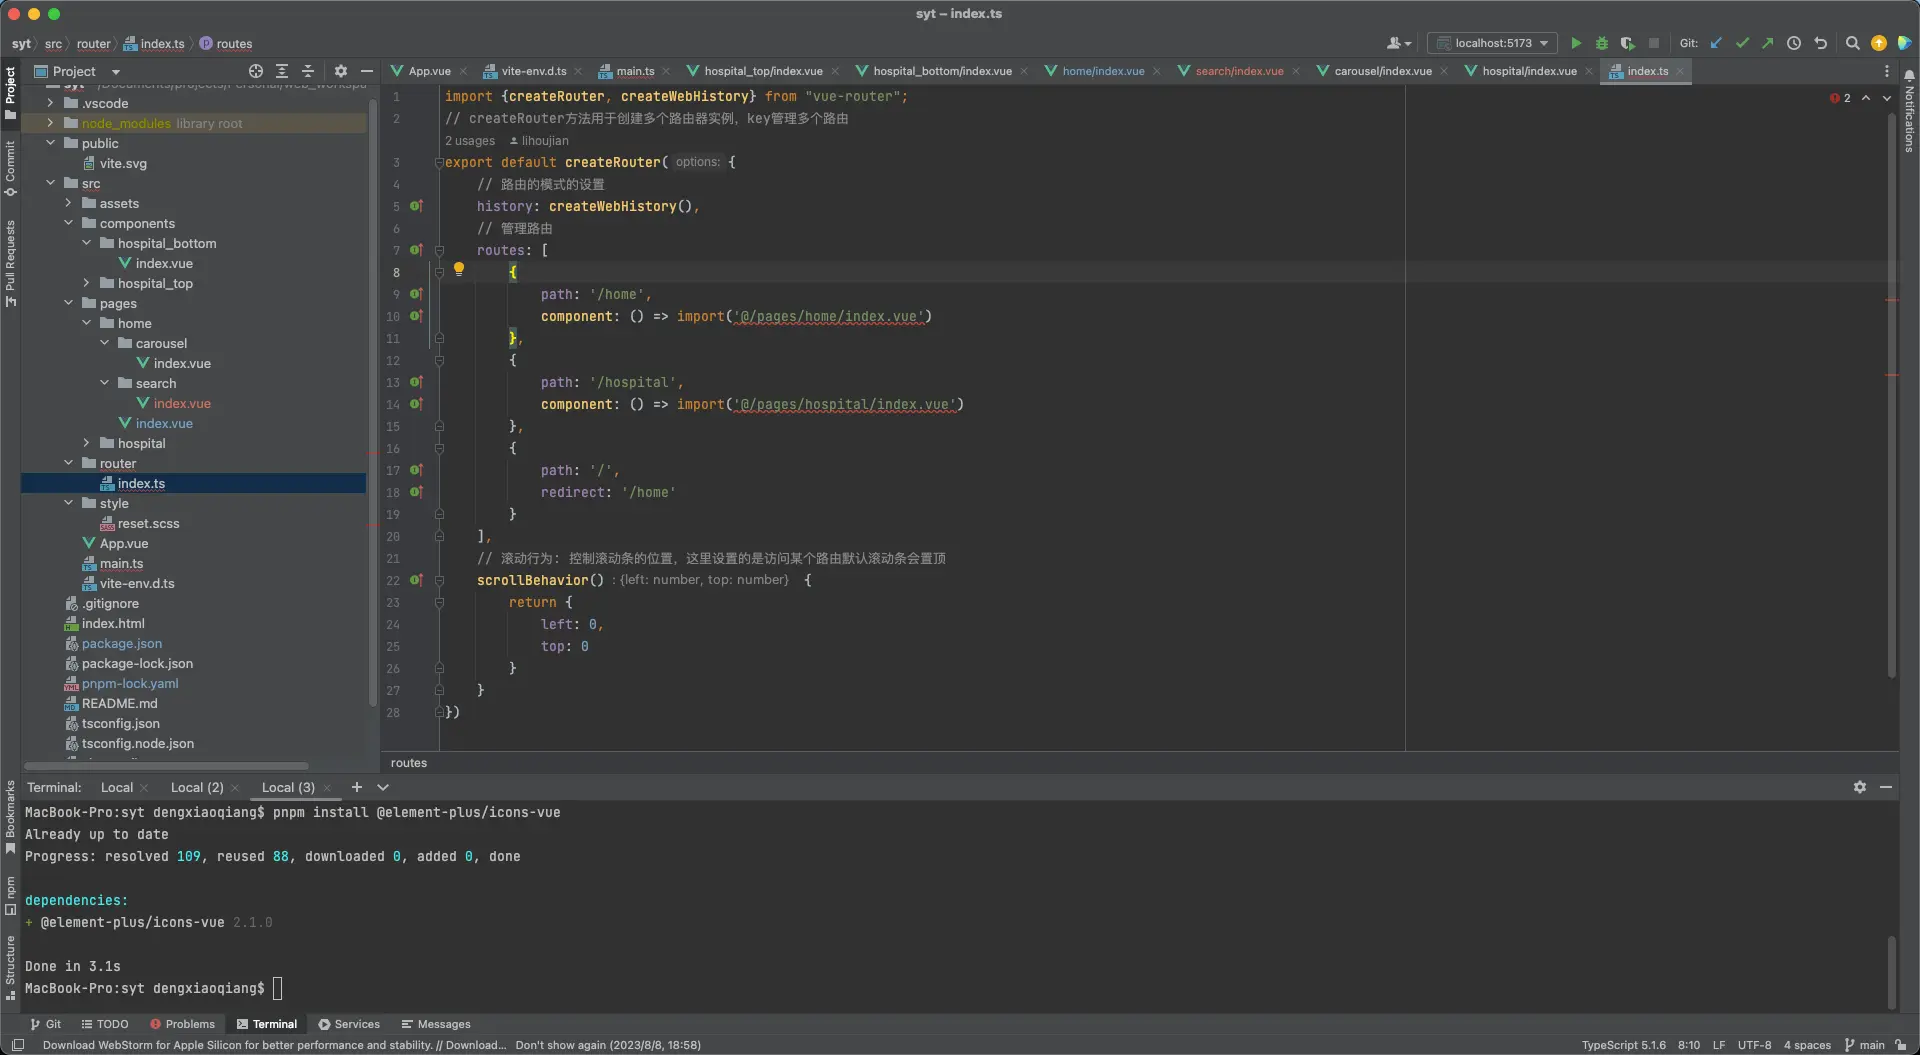 syt – index.ts
syt src router index.ts routes
localhost:5173 Git:
Project
App.vue vite-env.d.ts main.ts hospital_top/index.vue hospital_bottom/index.vue home/index.vue search/index.vue carousel/index.vue hospital/index.vue index.ts
Project
Commit
Pull Requests
Bookmarks
npm
Structure
Notifications
.vscode
node_modules library root
public
vite.svg
src
assets
components
hospital_bottom
index.vue
hospital_top
pages
home
carousel
index.vue
search
index.vue
index.vue
hospital
router
index.ts
style
reset.scss
App.vue
main.ts
vite-env.d.ts
.gitignore
index.html
package.json
package-lock.json
pnpm-lock.yaml
README.md
tsconfig.json
tsconfig.node.json
2
1 import {createRouter, createWebHistory} from "vue-router";
2 // createRouter方法用于创建多个路由器实例，key管理多个路由
2 usages lihoujian
3 export default createRouter( options: {
4 // 路由的模式的设置
5 history: createWebHistory(),
6 // 管理路由
7 routes: [
8 {
9 path: '/home',
10 component: () => import('@/pages/home/index.vue')
11 },
12 {
13 path: '/hospital',
14 component: () => import('@/pages/hospital/index.vue')
15 },
16 {
17 path: '/',
18 redirect: '/home'
19 }
20 ],
21 // 滚动行为: 控制滚动条的位置，这里设置的是访问某个路由默认滚动条会置顶
22 scrollBehavior() : {left: number, top: number} {
23 return {
24 left: 0,
25 top: 0
26 }
27 }
28 })
routes
Terminal: Local Local (2) Local (3)
MacBook-Pro:syt dengxiaoqiang$ pnpm install @element-plus/icons-vue
Already up to date
Progress: resolved 109, reused 88, downloaded 0, added 0, done
dependencies:
+ @element-plus/icons-vue 2.1.0
Done in 3.1s
MacBook-Pro:syt dengxiaoqiang$
Git TODO Problems Terminal Services Messages
Download WebStorm for Apple Silicon for better performance and stability. // Download... Don't show again (2023/8/8, 18:58)
TypeScript 5.1.6 8:10 LF UTF-8 4 spaces main